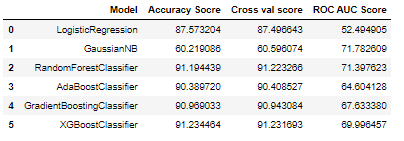 Model Accuracy Socre Cross val score ROC AUC Score
0 LogisticRegression 87.573204 87.496643 52.494905
1 GaussianNB 60.219086 60.596074 71.782609
2 RandomForestClassifier 91.194439 91.223266 71.397623
3 AdaBoostClassifier 90.389720 90.408527 64.604128
4 GradientBoostingClassifier 90.969033 90.943084 67.633380
5 XGBoostClassifier 91.234464 91.231693 69.996457